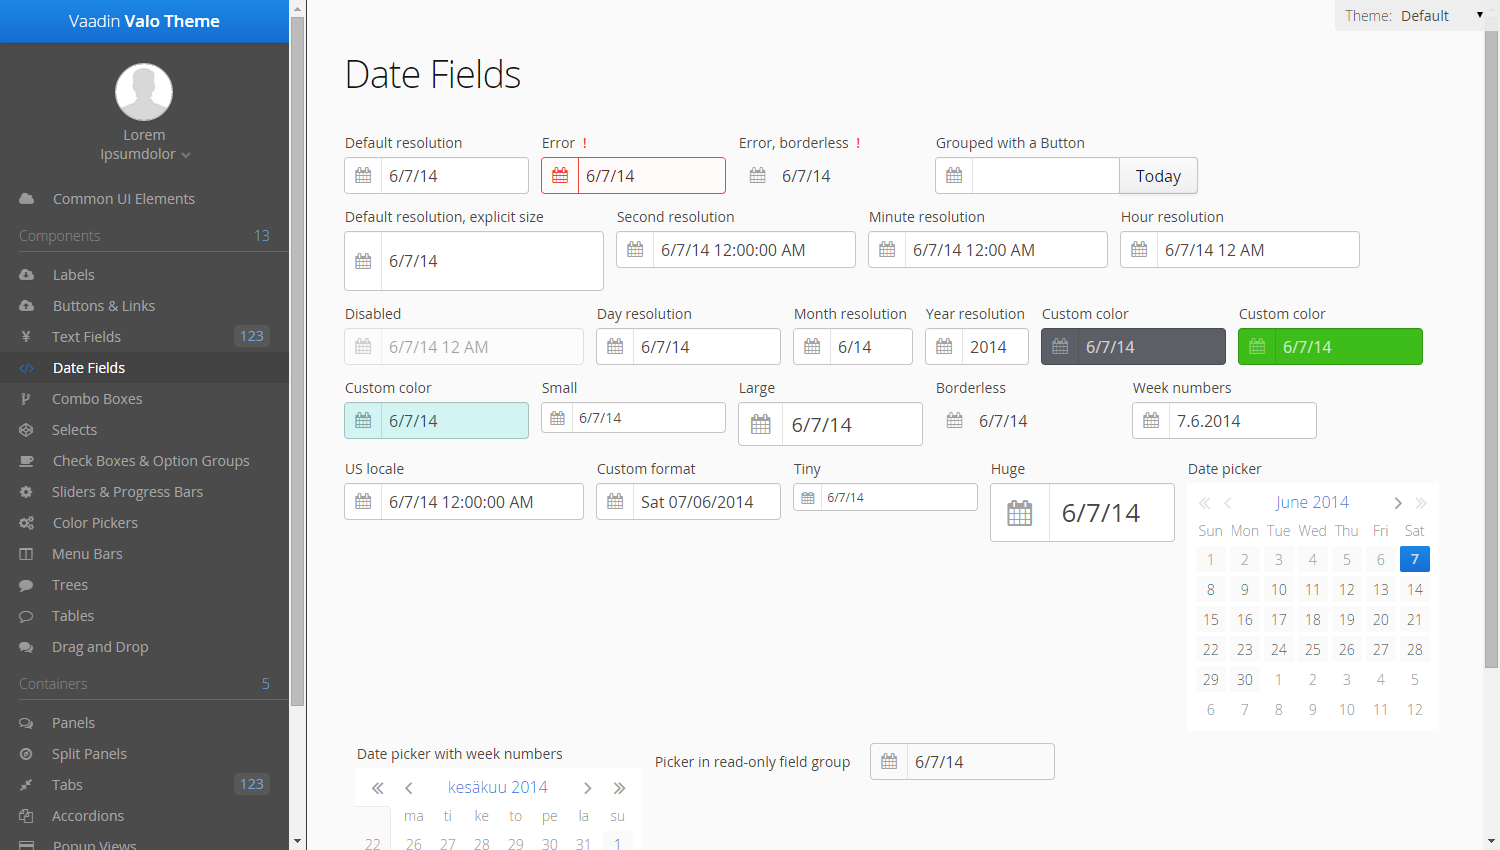 Vaadin Valo Theme
Lorem
Ipsumdolor
Common UI Elements
Components 13
Labels
Buttons & Links
Text Fields 123
Date Fields
Combo Boxes
Selects
Check Boxes & Option Groups
Sliders & Progress Bars
Color Pickers
Menu Bars
Trees
Tables
Drag and Drop
Containers 5
Panels
Split Panels
Tabs 123
Accordions
Popup Views
Theme: Default
Date Fields
Default resolution Error ! Error, borderless ! Grouped with a Button
6/7/14 6/7/14 6/7/14 Today
Default resolution, explicit size Second resolution Minute resolution Hour resolution
6/7/14 6/7/14 12:00:00 AM 6/7/14 12:00 AM 6/7/14 12 AM
Disabled Day resolution Month resolution Year resolution Custom color Custom color
6/7/14 12 AM 6/7/14 6/14 2014 6/7/14 6/7/14
Custom color Small Large Borderless Week numbers
6/7/14 6/7/14 6/7/14 6/7/14 7.6.2014
US locale Custom format Tiny Huge Date picker
6/7/14 12:00:00 AM Sat 07/06/2014 6/7/14 6/7/14
June 2014
Sun Mon Tue Wed Thu Fri Sat
1 2 3 4 5 6 7
8 9 10 11 12 13 14
15 16 17 18 19 20 21
22 23 24 25 26 27 28
29 30 1 2 3 4 5
6 7 8 9 10 11 12
Date picker with week numbers
kesäkuu 2014
ma ti ke to pe la su
22 26 27 28 29 30 31 1
Picker in read-only field group 6/7/14